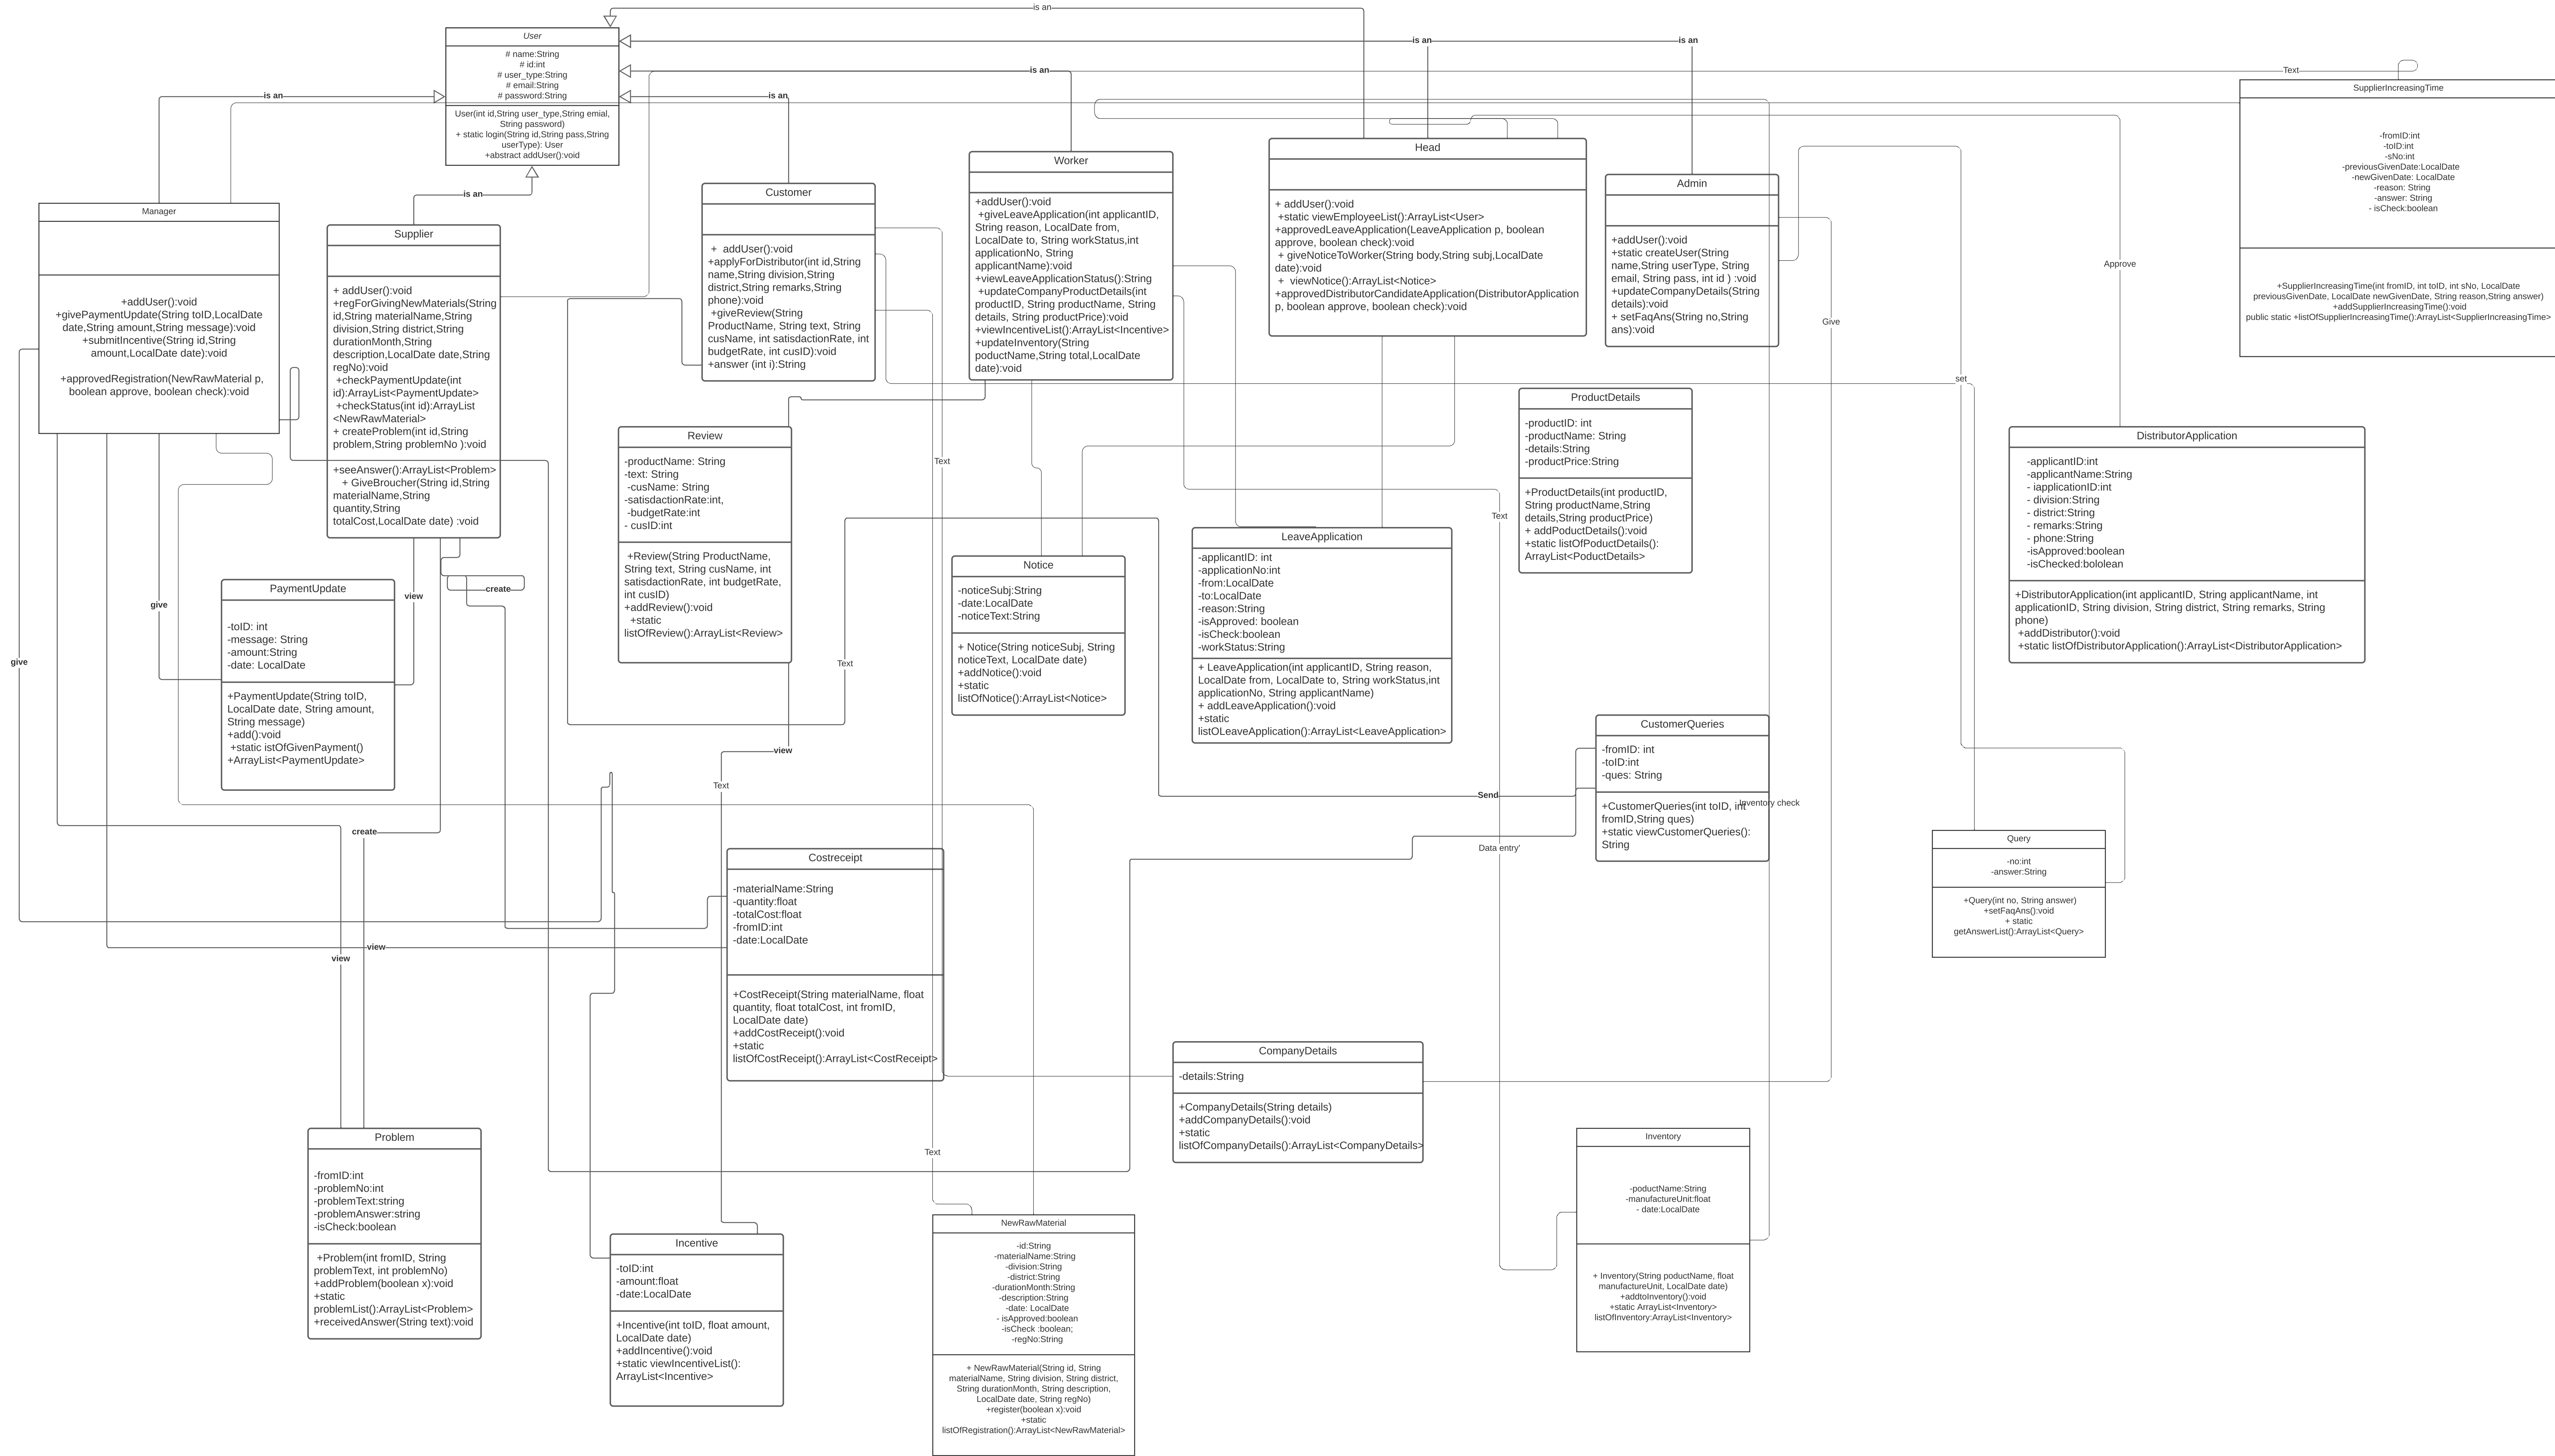 is an
User
# name:String
# id:int
# user_type:String
# email:String
# password:String
User(int id,String user_type,String emial,
String password)
+ static login(String id,String pass,String
userType): User
+abstract addUser():void
is an
is an
is an
is an
is an
is an
Text
SupplierIncreasingTime
-fromID:int
-toID:int
-sNo:int
-previousGivenDate:LocalDate
-newGivenDate: LocalDate
-reason: String
-answer: String
- isCheck:boolean
+SupplierIncreasingTime(int fromID, int toID, int sNo, LocalDate
previousGivenDate, LocalDate newGivenDate, String reason,String answer)
+addSupplierIncreasingTime():void
public static +listOfSupplierIncreasingTime():ArrayList<SupplierIncreasingTime>
Manager
+addUser():void
+givePaymentUpdate(String toID,LocalDate
date,String amount,String message):void
+submitIncentive(String id,String
amount,LocalDate date):void
+approvedRegistration(NewRawMaterial p,
boolean approve, boolean check):void
Supplier
+ addUser():void
+regForGivingNewMaterials(String
id,String materialName,String
division,String district,String
durationMonth,String
description,LocalDate date,String
regNo):void
+checkPaymentUpdate(int
id):ArrayList<PaymentUpdate>
+checkStatus(int id):ArrayList
<NewRawMaterial>
+ createProblem(int id,String
problem,String problemNo ):void
+seeAnswer():ArrayList<Problem>
+ GiveBroucher(String id,String
materialName,String
quantity,String
totalCost,LocalDate date) :void
Customer
+  addUser():void
+applyForDistributor(int id,String
name,String division,String
district,String remarks,String
phone):void
+giveReview(String
ProductName, String text, String
cusName, int satisdactionRate, int
budgetRate, int cusID):void
+answer (int i):String
Worker
+addUser():void
+giveLeaveApplication(int applicantID,
String reason, LocalDate from,
LocalDate to, String workStatus,int
applicationNo, String
applicantName):void
+viewLeaveApplicationStatus():String
+updateCompanyProductDetails(int
productID, String productName, String
details, String productPrice):void
+viewIncentiveList():ArrayList<Incentive>
+updateInventory(String
poductName,String total,LocalDate
date):void
Head
+ addUser():void
+static viewEmployeeList():ArrayList<User>
+approvedLeaveApplication(LeaveApplication p, boolean
approve, boolean check):void
+ giveNoticeToWorker(String body,String subj,LocalDate
date):void
+  viewNotice():ArrayList<Notice>
+approvedDistributorCandidateApplication(DistributorApplication
p, boolean approve, boolean check):void
Admin
+addUser():void
+static createUser(String
name,String userType, String
email, String pass, int id ) :void
+updateCompanyDetails(String
details):void
+ setFaqAns(String no,String
ans):void
Approve
Give
set
Text
Text
ProductDetails
-productID: int
-productName: String
-details:String
-productPrice:String
+ProductDetails(int productID,
String productName,String
details,String productPrice)
+ addPoductDetails():void
+static listOfPoductDetails():
ArrayList<PoductDetails>
DistributorApplication
-applicantID:int
-applicantName:String
- iapplicationID:int
- division:String
- district:String
- remarks:String
- phone:String
-isApproved:boolean
-isChecked:bololean
+DistributorApplication(int applicantID, String applicantName, int
applicationID, String division, String district, String remarks, String
phone)
+addDistributor():void
+static listOfDistributorApplication():ArrayList<DistributorApplication>
Review
-productName: String
-text: String
-cusName: String
-satisdactionRate:int,
-budgetRate:int
- cusID:int
+Review(String ProductName,
String text, String cusName, int
satisdactionRate, int budgetRate,
int cusID)
+addReview():void
+static
listOfReview():ArrayList<Review>
Notice
-noticeSubj:String
-date:LocalDate
-noticeText:String
+ Notice(String noticeSubj, String
noticeText, LocalDate date)
+addNotice():void
+static
listOfNotice():ArrayList<Notice>
LeaveApplication
-applicantID: int
-applicationNo:int
-from:LocalDate
-to:LocalDate
-reason:String
-isApproved: boolean
-isCheck:boolean
-workStatus:String
+ LeaveApplication(int applicantID, String reason,
LocalDate from, LocalDate to, String workStatus,int
applicationNo, String applicantName)
+ addLeaveApplication():void
+static
listOLeaveApplication():ArrayList<LeaveApplication>
PaymentUpdate
-toID: int
-message: String
-amount:String
-date: LocalDate
+PaymentUpdate(String toID,
LocalDate date, String amount,
String message)
+add():void
+static istOfGivenPayment()
+ArrayList<PaymentUpdate>
create
view
give
give
Text
view
Text
Send
CustomerQueries
-fromID: int
-toID:int
-ques: String
+CustomerQueries(int toID, int
fromID,String ques)
+static viewCustomerQueries():
String
Inventory check
Data entry'
create
view
view
Costreceipt
-materialName:String
-quantity:float
-totalCost:float
-fromID:int
-date:LocalDate
+CostReceipt(String materialName, float
quantity, float totalCost, int fromID,
LocalDate date)
+addCostReceipt():void
+static
listOfCostReceipt():ArrayList<CostReceipt>
Query
-no:int
-answer:String
+Query(int no, String answer)
+setFaqAns():void
+ static
getAnswerList():ArrayList<Query>
CompanyDetails
-details:String
+CompanyDetails(String details)
+addCompanyDetails():void
+static
listOfCompanyDetails():ArrayList<CompanyDetails>
Text
Problem
-fromID:int
-problemNo:int
-problemText:string
-problemAnswer:string
-isCheck:boolean
+Problem(int fromID, String
problemText, int problemNo)
+addProblem(boolean x):void
+static
problemList():ArrayList<Problem>
+receivedAnswer(String text):void
Incentive
-toID:int
-amount:float
-date:LocalDate
+Incentive(int toID, float amount,
LocalDate date)
+addIncentive():void
+static viewIncentiveList():
ArrayList<Incentive>
NewRawMaterial
-id:String
-materialName:String
-division:String
-district:String
-durationMonth:String
-description:String
-date: LocalDate
- isApproved:boolean
-isCheck :boolean;
-regNo:String
+ NewRawMaterial(String id, String
materialName, String division, String district,
String durationMonth, String description,
LocalDate date, String regNo)
+register(boolean x):void
+static
listOfRegistration():ArrayList<NewRawMaterial>
Inventory
-poductName:String
-manufactureUnit:float
- date:LocalDate
+ Inventory(String poductName, float
manufactureUnit, LocalDate date)
+addtoInventory():void
+static ArrayList<Inventory>
listOfInventory:ArrayList<Inventory>